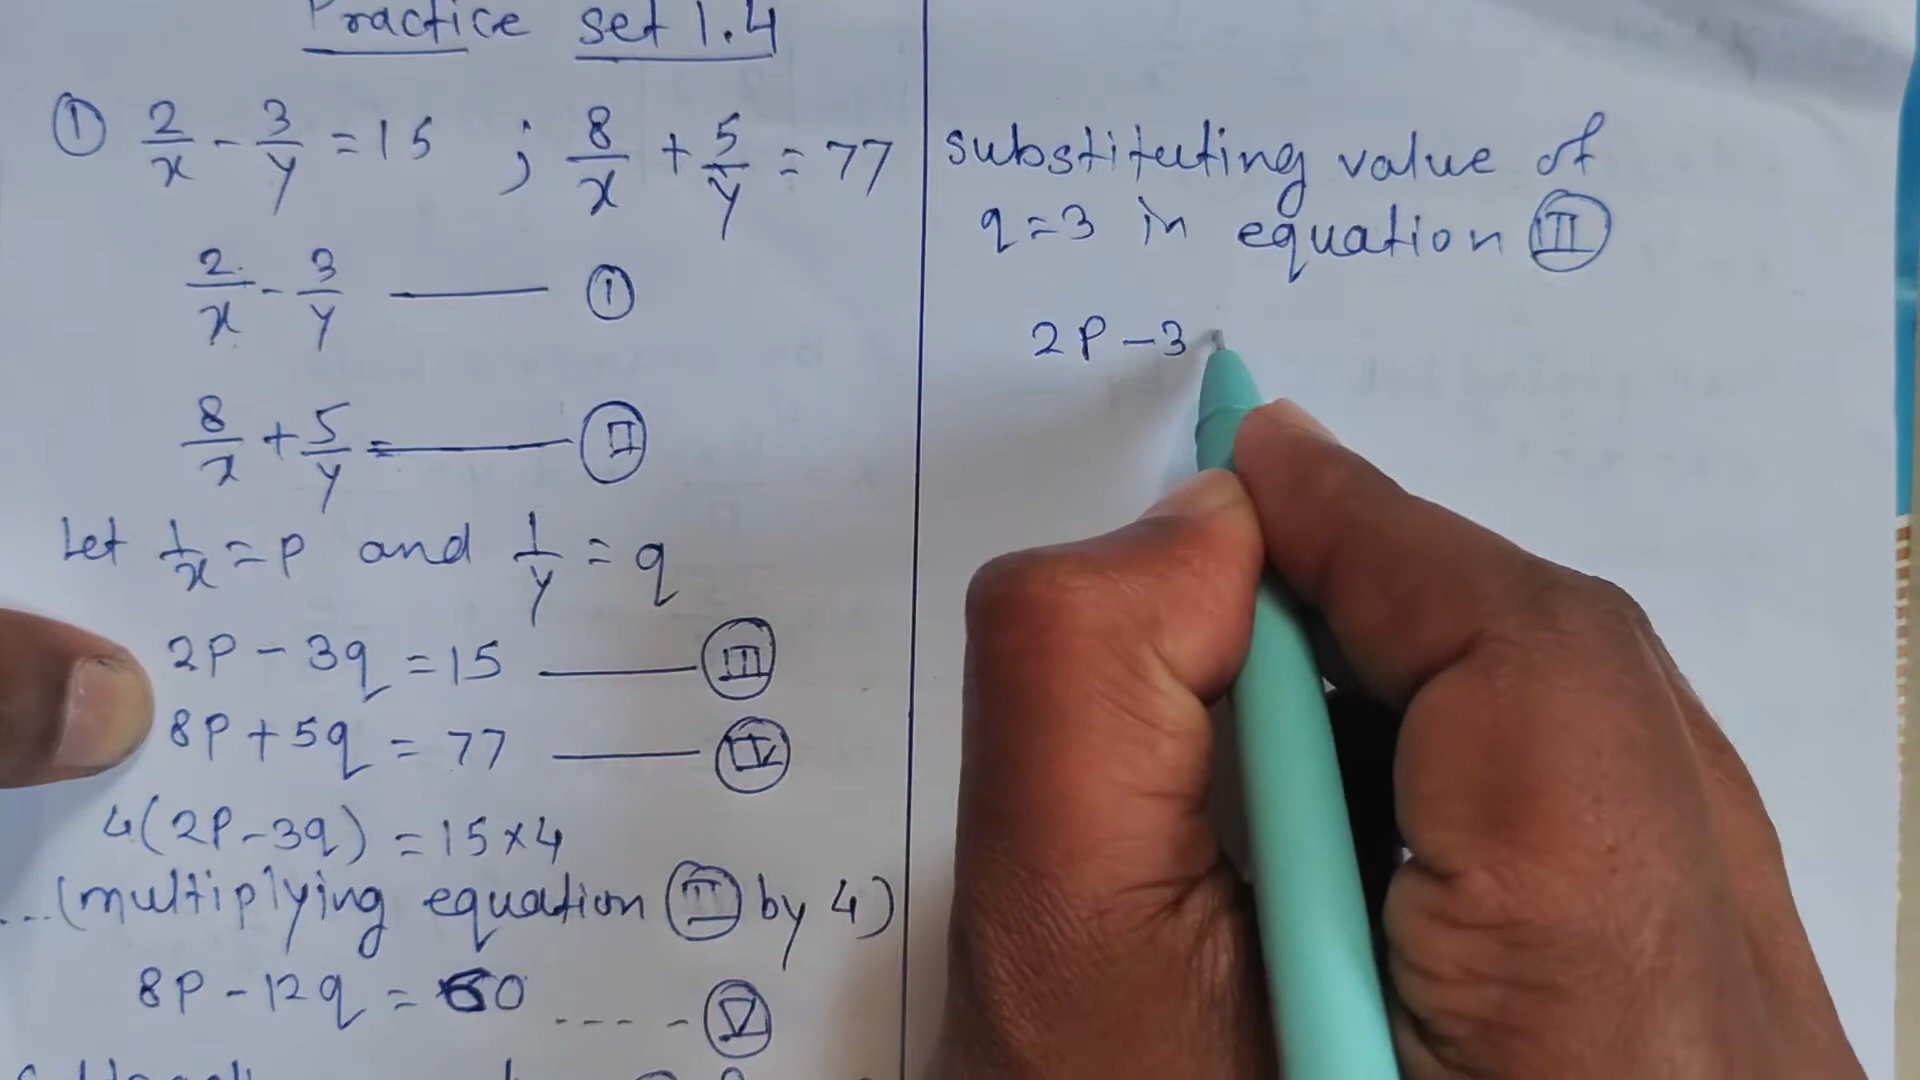 Practice set 1.4
① 2/x - 3/y = 15 ; 8/x + 5/y = 77
2/x - 3/y —— ①
8/x + 5/y = —— Ⅱ
Let 1/x = p and 1/y = q
2p - 3q = 15 —— Ⅲ
8p + 5q = 77 —— Ⅳ
4(2p - 3q) = 15 × 4
...(multiplying equation Ⅲ by 4)
8p - 12q = 60 ---- Ⅴ
substituting value of
q = 3 in equation Ⅲ
2p - 3